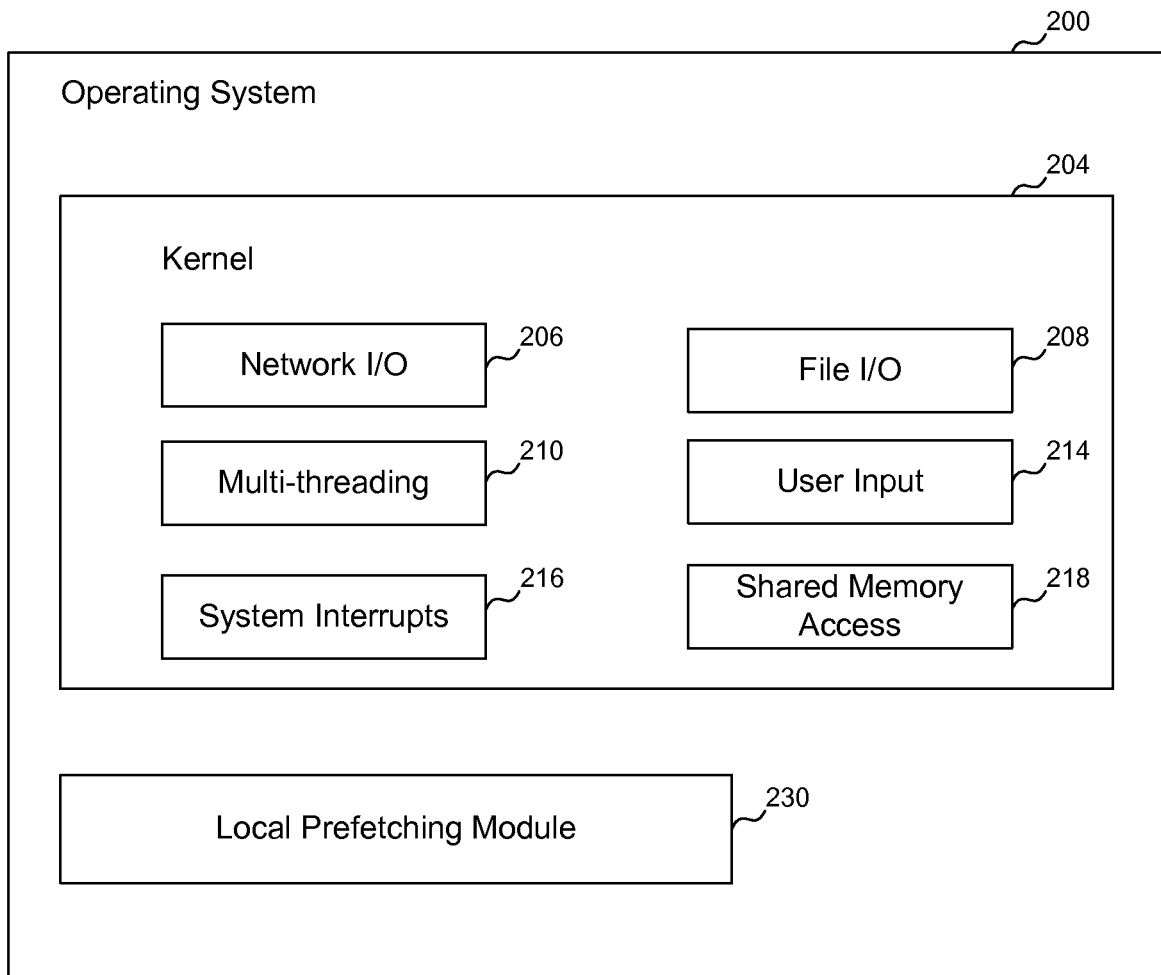 200
Operating System
204
Kernel
Network I/O
206
File I/O
208
Multi-threading
210
User Input
214
System Interrupts
216
Shared Memory
Access
218
Local Prefetching Module
230